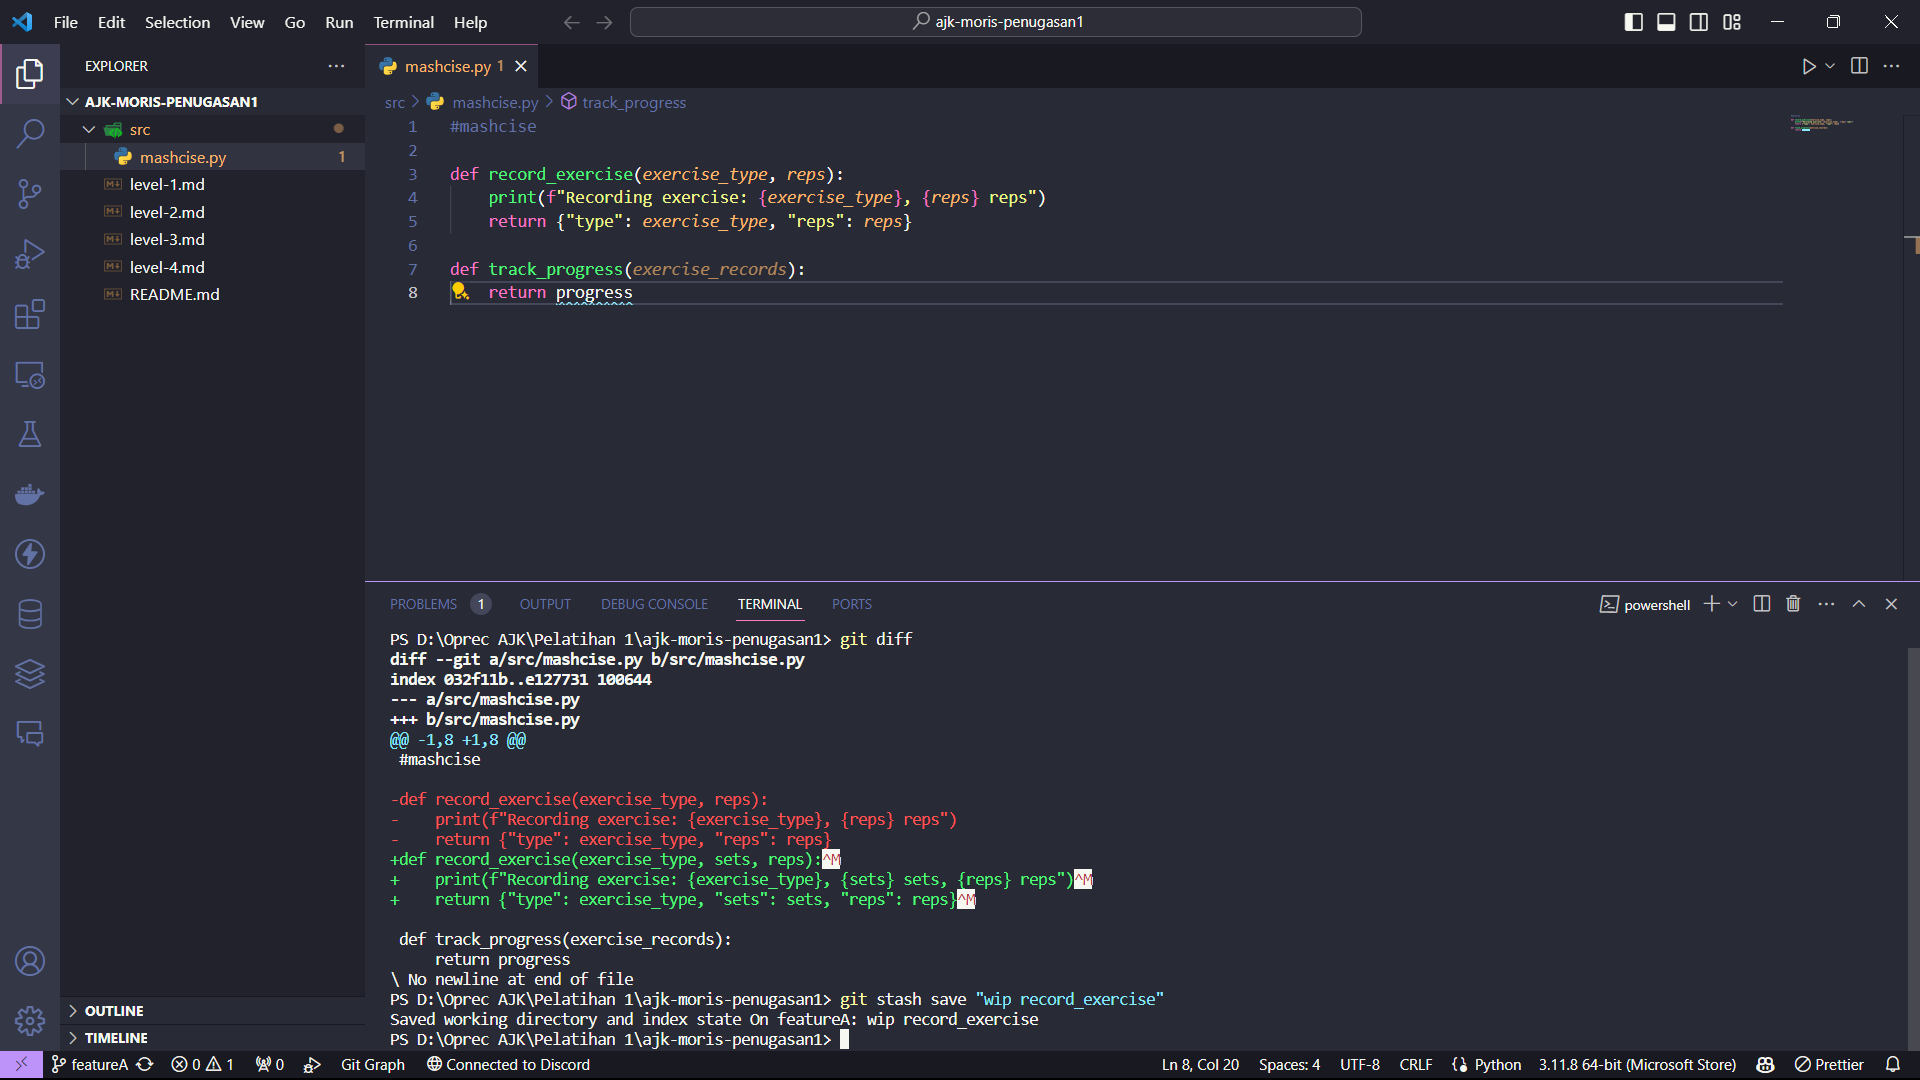 File Edit Selection View Go Run Terminal Help
ajk-moris-penugasan1
EXPLORER
AJK-MORIS-PENUGASAN1
src
mashcise.py 1
level-1.md
level-2.md
level-3.md
level-4.md
README.md
OUTLINE
TIMELINE
mashcise.py 1
src > mashcise.py > track_progress
1 #mashcise
2
3 def record_exercise(exercise_type, reps):
4     print(f"Recording exercise: {exercise_type}, {reps} reps")
5     return {"type": exercise_type, "reps": reps}
6
7 def track_progress(exercise_records):
8     return progress
PROBLEMS 1 OUTPUT DEBUG CONSOLE TERMINAL PORTS
powershell
PS D:\Oprec AJK\Pelatihan 1\ajk-moris-penugasan1> git diff
diff --git a/src/mashcise.py b/src/mashcise.py
index 032f11b..e127731 100644
--- a/src/mashcise.py
+++ b/src/mashcise.py
@@ -1,8 +1,8 @@
 #mashcise
-def record_exercise(exercise_type, reps):
-    print(f"Recording exercise: {exercise_type}, {reps} reps")
-    return {"type": exercise_type, "reps": reps}
+def record_exercise(exercise_type, sets, reps):^M
+    print(f"Recording exercise: {exercise_type}, {sets} sets, {reps} reps")^M
+    return {"type": exercise_type, "sets": sets, "reps": reps}^M
 def track_progress(exercise_records):
     return progress
\ No newline at end of file
PS D:\Oprec AJK\Pelatihan 1\ajk-moris-penugasan1> git stash save "wip record_exercise"
Saved working directory and index state On featureA: wip record_exercise
PS D:\Oprec AJK\Pelatihan 1\ajk-moris-penugasan1>
featureA 0 1 0 Git Graph Connected to Discord Ln 8, Col 20 Spaces: 4 UTF-8 CRLF Python 3.11.8 64-bit (Microsoft Store) Prettier